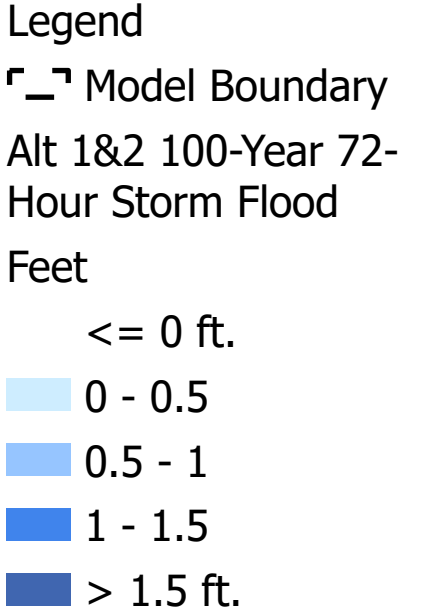 Legend
Model Boundary
Alt 1&2 100-Year 72-
Hour Storm Flood
Feet
<= 0 ft.
0 - 0.5
0.5 - 1
1 - 1.5
> 1.5 ft.